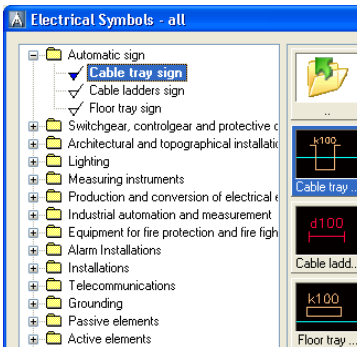 Electrical Symbols - all
Automatic sign
Cable tray sign
Cable ladders sign
Floor tray sign
Switchgear, controlgear and protective
Architectural and topographical
Lighting
Measuring instruments
Production and conversion of electrical
Industrial automation and measurement
Equipment for fire protection and fire
Alarm Installations
Installations
Telecommunications
Grounding
Passive elements
Active elements
..
k100
Cable tray ...
d100
Cable ladd...
k100
Floor tray ...